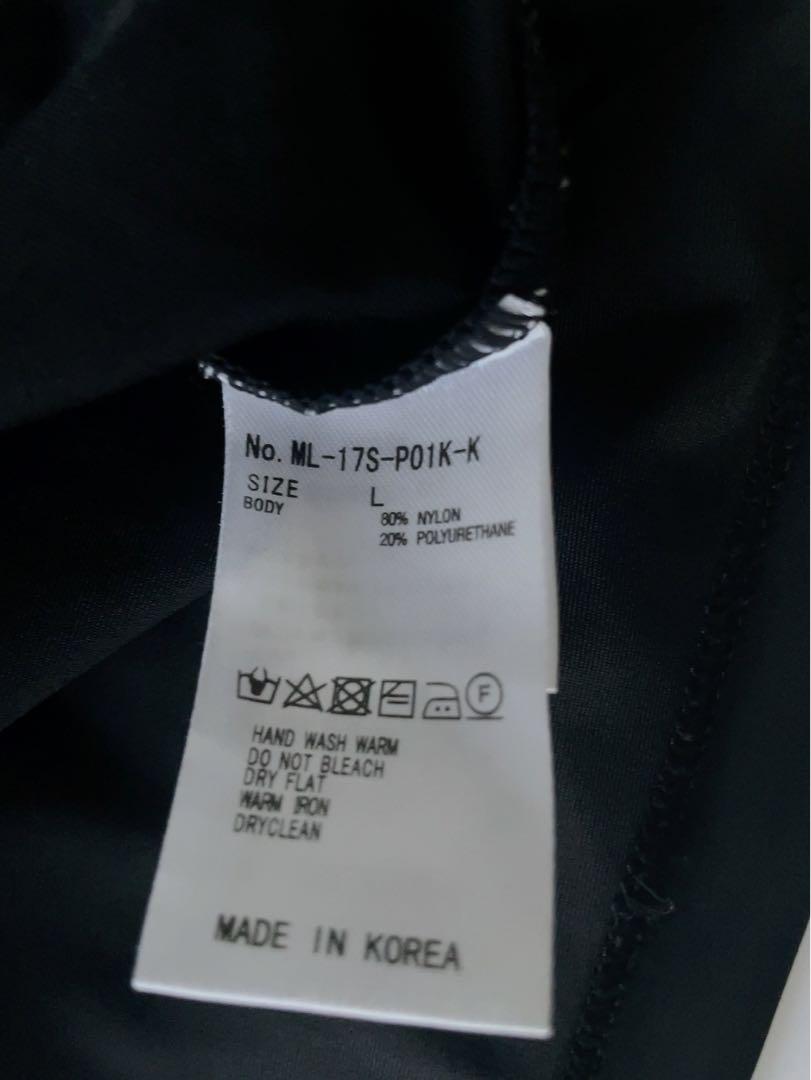 No. ML-17S-P01K-K
SIZE L
BODY 80% NYLON
20% POLYURETHANE
F
HAND WASH WARM
DO NOT BLEACH
DRY FLAT
WARM IRON
DRYCLEAN
MADE IN KOREA